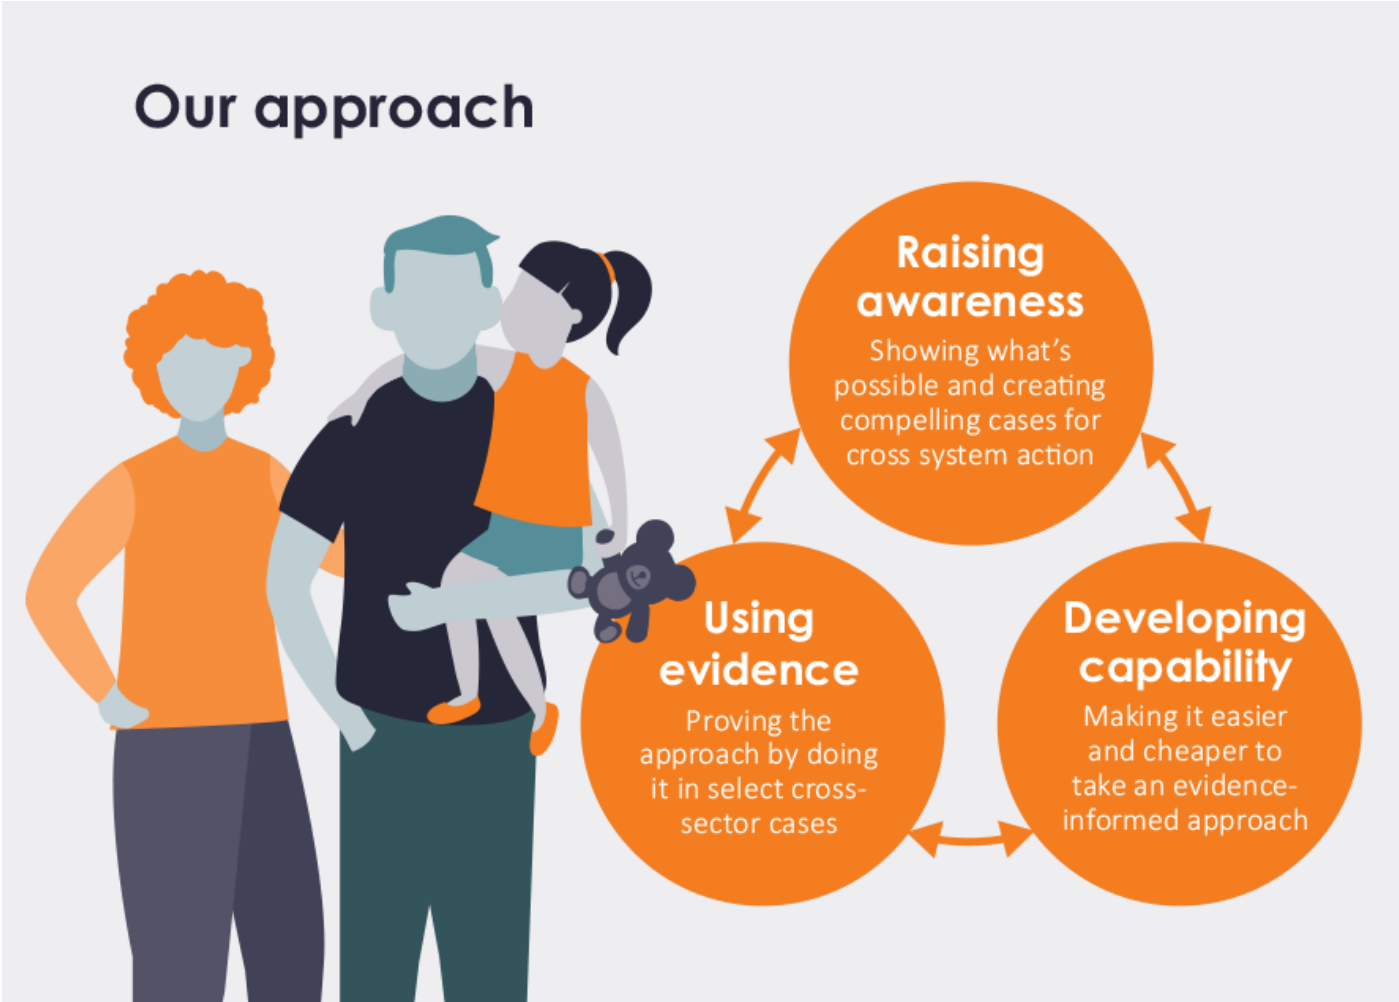 Our approach
Raising
awareness
Showing what's
possible and creating
compelling cases for
cross system action
Using
evidence
Proving the
approach by doing
it in select cross-
sector cases
Developing
capability
Making it easier
and cheaper to
take an evidence-
informed approach